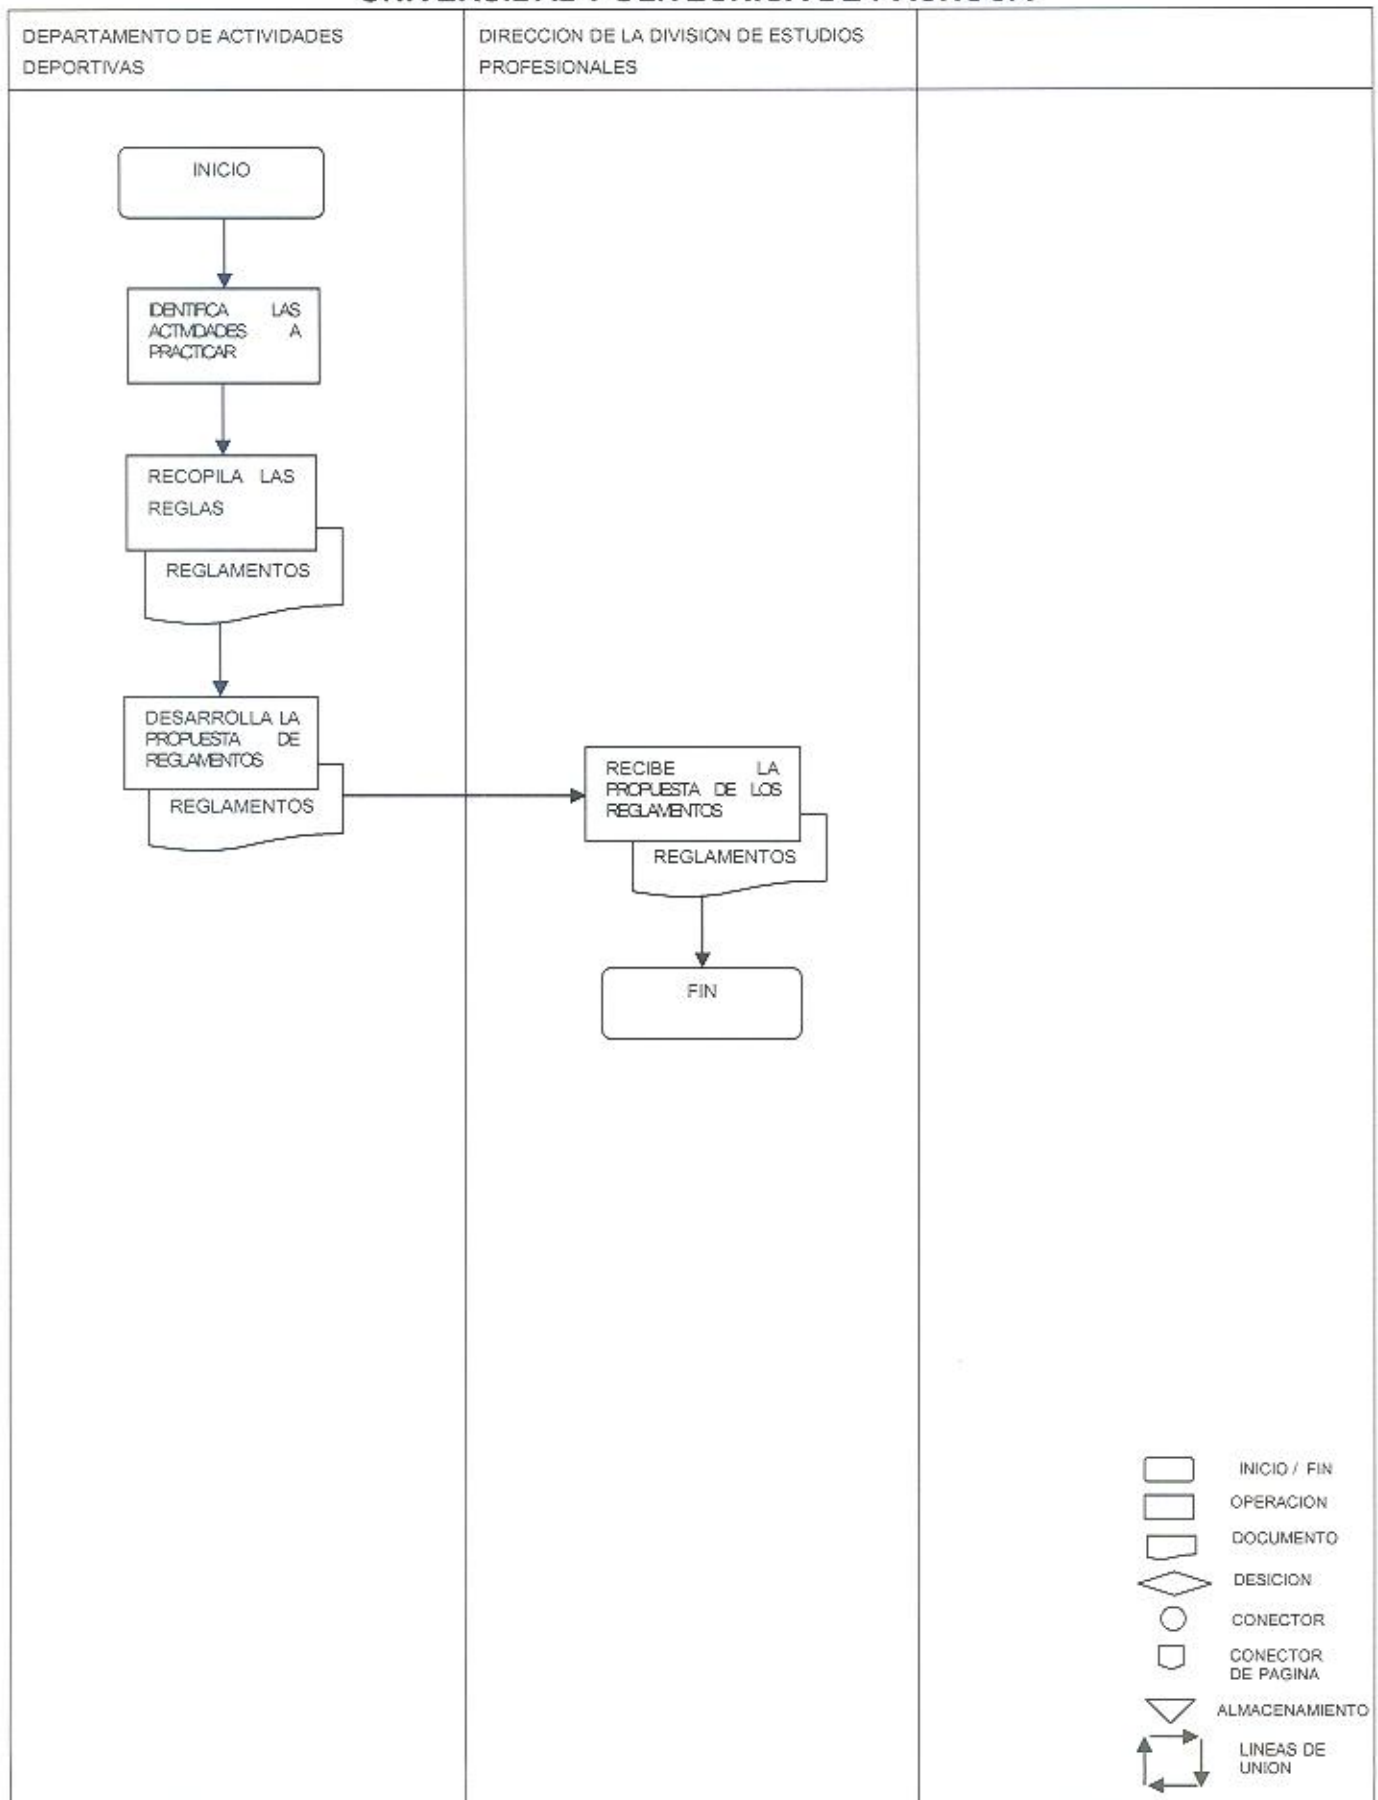 DEPARTAMENTO DE ACTIVIDADES
DEPORTIVAS
DIRECCION DE LA DIVISION DE ESTUDIOS
PROFESIONALES
INICIO
IDENTIFICA LAS
ACTIVIDADES A
PRACTICAR
RECOPILA LAS
REGLAS
REGLAMENTOS
DESARROLLA LA
PROPUESTA DE
REGLAMENTOS
REGLAMENTOS
RECIBE LA
PROPUESTA DE LOS
REGLAMENTOS
REGLAMENTOS
FIN
INICIO / FIN
OPERACION
DOCUMENTO
DESICION
CONECTOR
CONECTOR
DE PAGINA
ALMACENAMIENTO
LINEAS DE
UNION